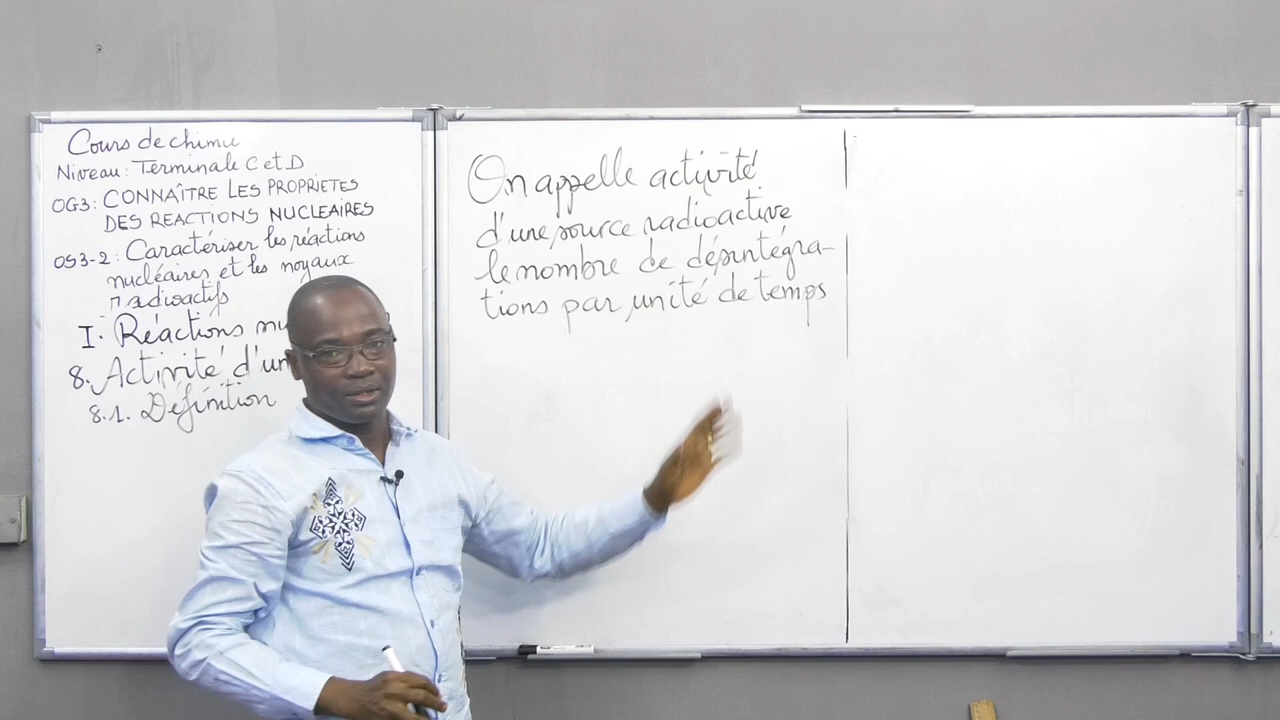 Cours de chimie
Niveau : Terminale C et D
OG3 : CONNAÎTRE LES PROPRIETES
DES REACTIONS NUCLEAIRES
OS3-2 : Caractériser les réactions
nucléaires et les noyaux
radioactifs
I. Réactions
8. Activité d'un
8.1. Définition
On appelle activité
d'une source radioactive
le nombre de désintégra-
tions par unité de temps